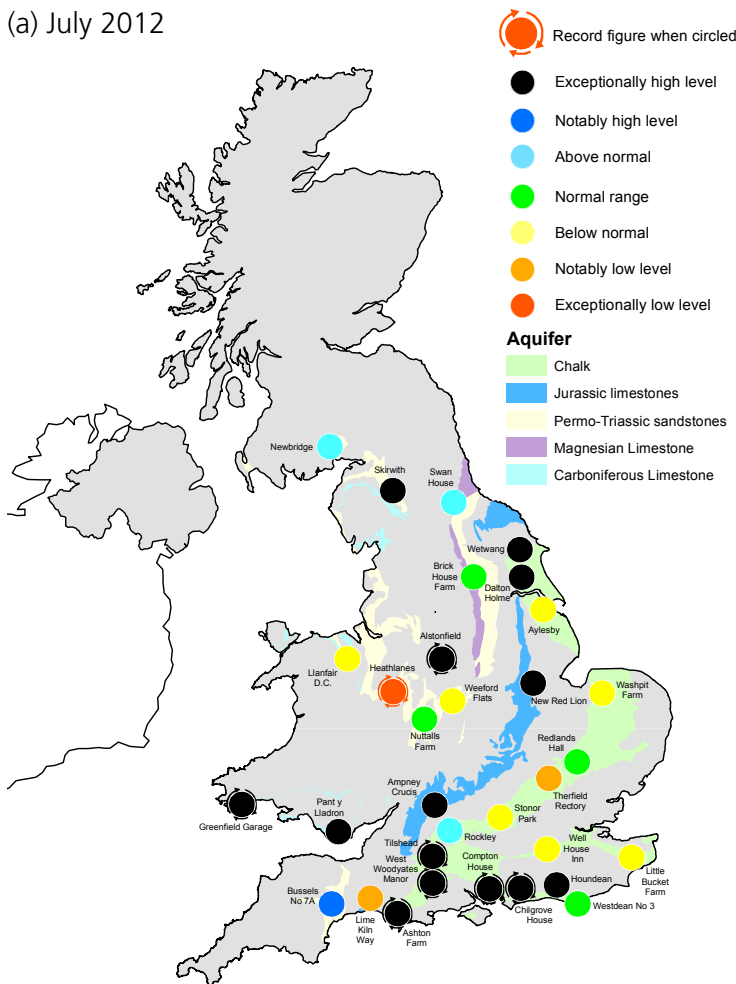 (a) July 2012
Record figure when circled
Exceptionally high level
Notably high level
Above normal
Normal range
Below normal
Notably low level
Exceptionally low level
Aquifer
Chalk
Jurassic limestones
Permo-Triassic sandstones
Magnesian Limestone
Carboniferous Limestone
Newbridge
Skirwith
Swan
House
Wetwang
Brick
House
Farm
Dalton
Holme
Aylesby
Alstonfield
Llanfair
D.C.
Heathlanes
Weeford
Flats
New Red Lion
Washpit
Farm
Nuttalls
Farm
Redlands
Hall
Therfield
Rectory
Ampney
Crucis
Pant y
Lladron
Greenfield Garage
Stonor
Park
Rockley
Tilshead
West
Woodyates
Manor
Compton
House
Well
House
Inn
Little
Bucket
Farm
Houndean
Bussels
No 7A
Lime
Kiln
Way
Ashton
Farm
Chilgrove
House
Westdean No 3